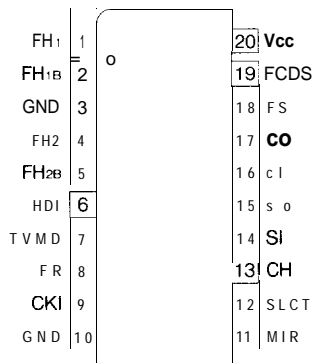 FH1 1 20 Vcc
FH1B 2 19 FCDS
GND 3 18 FS
FH2 4 17 CO
FH2B 5 16 cl
HDI 6 15 so
TVMD 7 14 SI
FR 8 13 CH
CKI 9 12 SLCT
GND 10 11 MIR